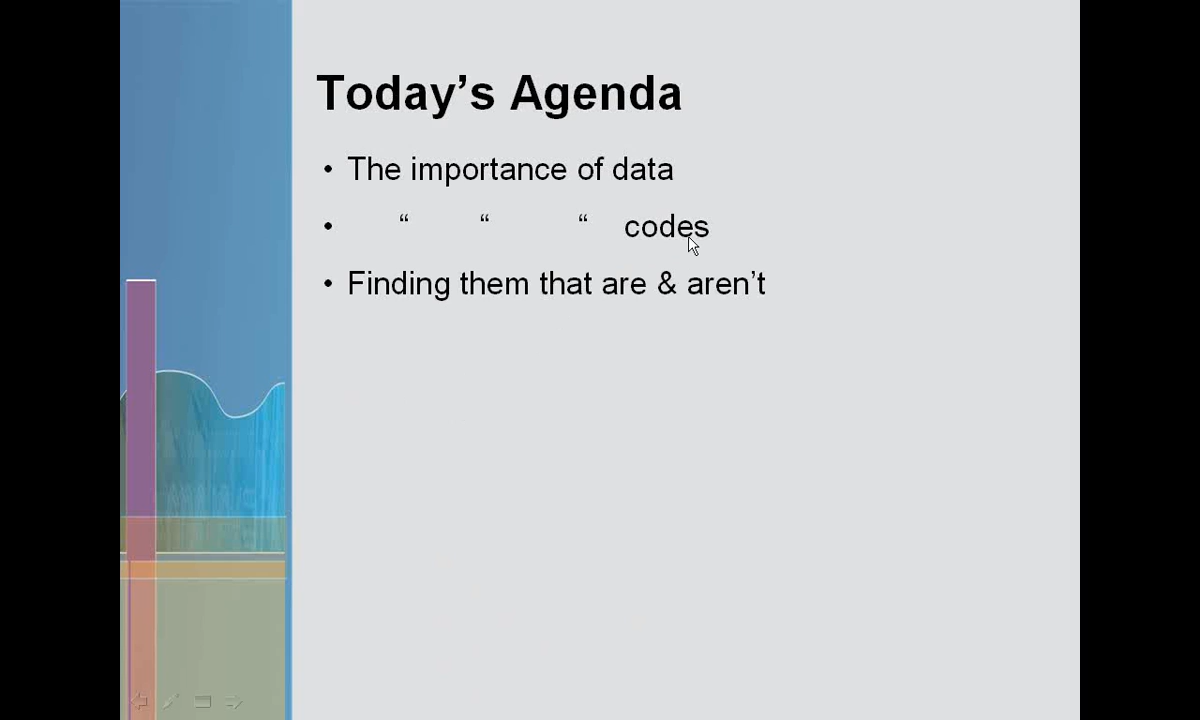 Today’s Agenda
• The importance of data
• “ “ “ codes
• Finding them that are & aren’t